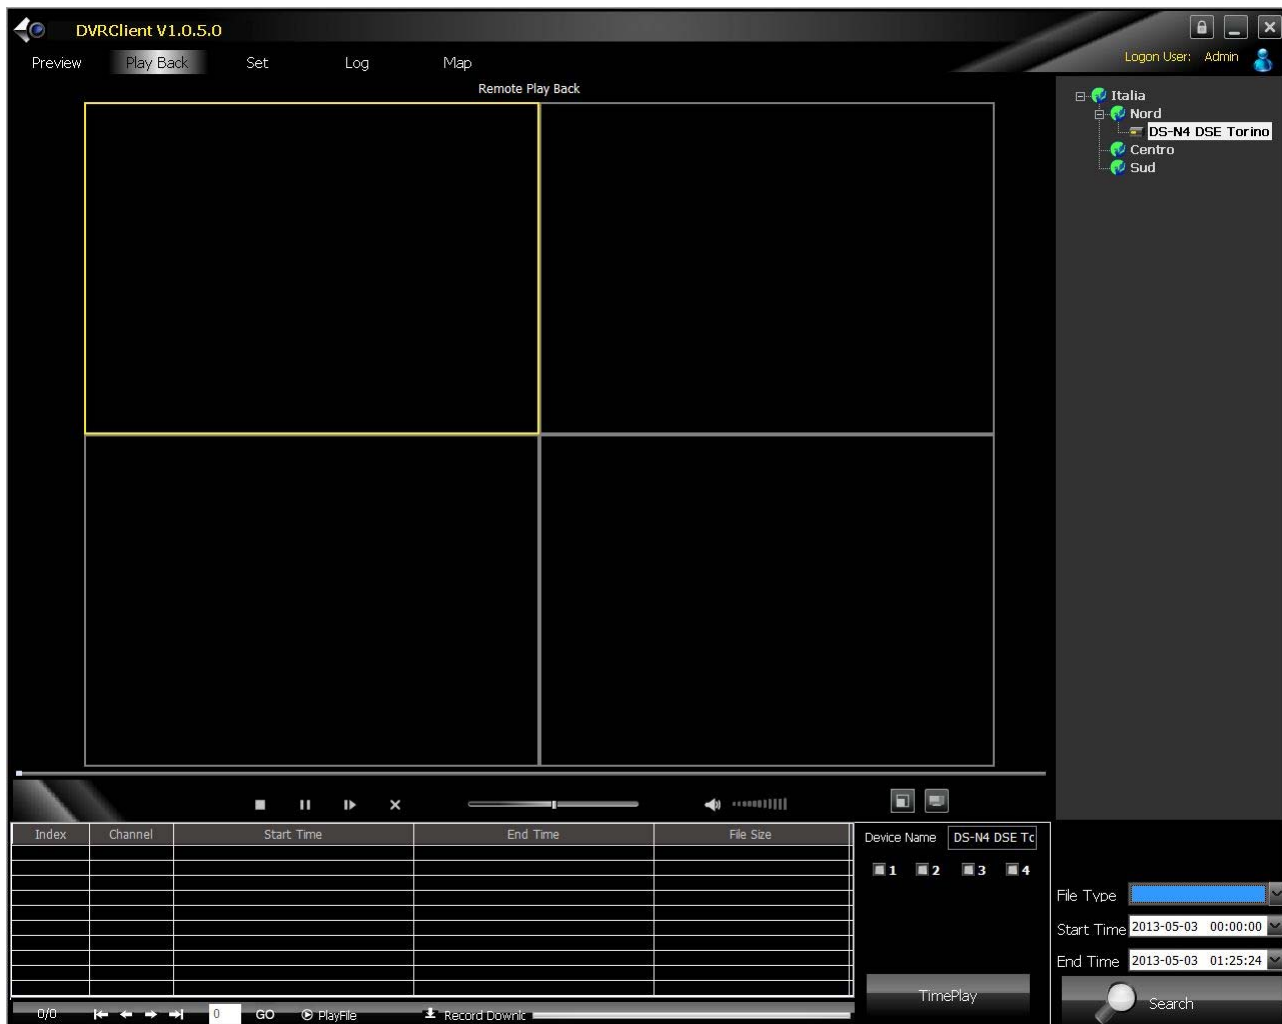 DVRClient V1.0.5.0
Logon User: Admin
Preview Play Back Set Log Map
Remote Play Back
Italia
Nord
DS-N4 DSE Torino
Centro
Sud
Index Channel Start Time End Time File Size
Device Name DS-N4 DSE Tc
1 2 3 4
File Type
Start Time 2013-05-03 00:00:00
End Time 2013-05-03 01:25:24
TimePlay
Search
0/0 0 GO PlayFile Record Downlc